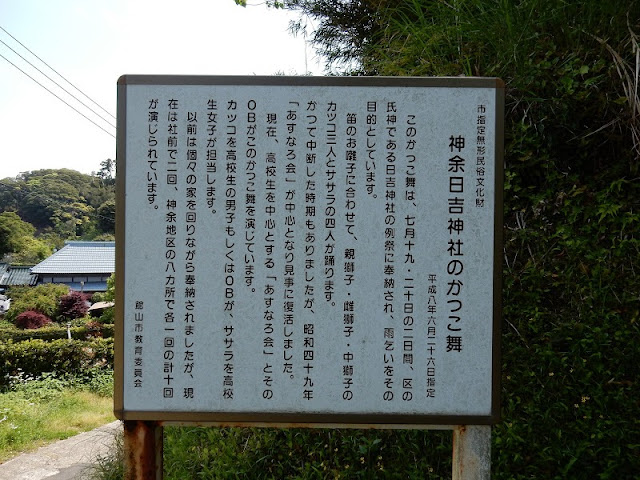 市指定無形民俗文化財
神余日吉神社のかっこ舞
平成八年六月二十六日指定
このかっこ舞は、七月十九・二十日の二日間、区の
氏神である日吉神社の例祭に奉納され、雨乞いをその
目的としています。
笛のお囃子に合わせて、親獅子・雌獅子・中獅子の
カッコ三人とササラの四人が踊ります。
かつて中断した時期もありましたが、昭和四十九年
「あすなろ会」が中心となり見事に復活しました。
現在、高校生を中心とする「あすなろ会」とその
OBがこのかっこ舞を演じています。
カッコを高校生の男子もしくはOBが、ササラを高校
生女子が担当します。
以前は個々の家を回りながら奉納されましたが、現
在は社前で二回、神余地区の八カ所で各一回の計十回
が演じられています。
館山市教育委員会